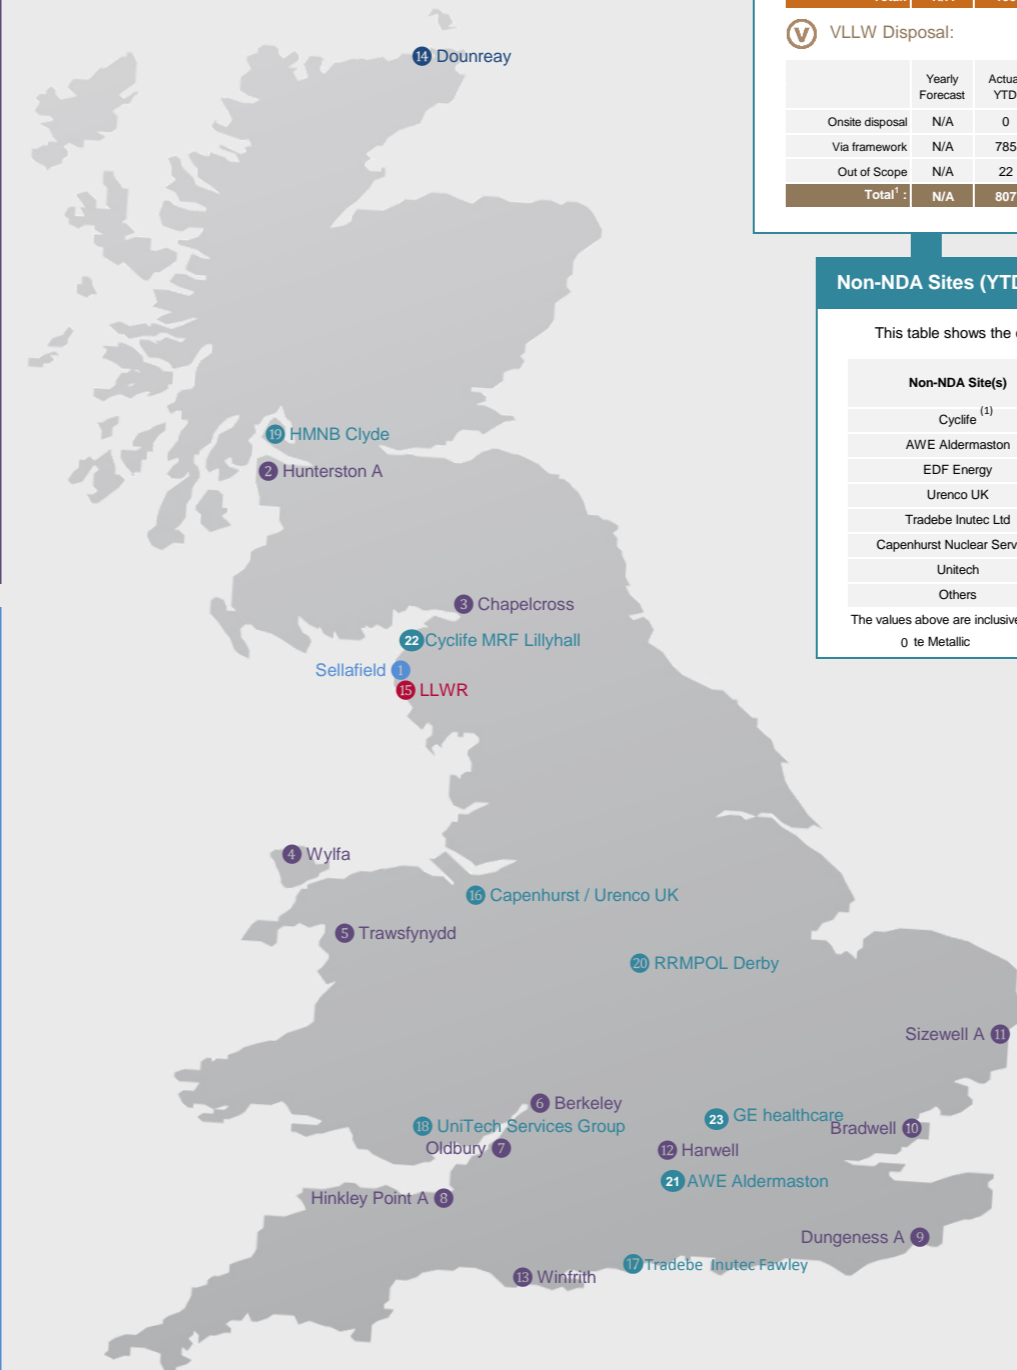 V VLLW Disposal:
Yearly Forecast Actua YTD
Onsite disposal N/A 0
Via framework N/A 785
Out of Scope N/A 22
Total¹ : N/A 807
Non-NDA Sites (YTD
This table shows the
Non-NDA Site(s)
Cyclife (1)
AWE Aldermaston
EDF Energy
Urenco UK
Tradebe Inutec Ltd
Capenhurst Nuclear Serv
Unitech
Others
The values above are inclusive
0 te Metallic
14 Dounreay
19 HMNB Clyde
2 Hunterston A
3 Chapelcross
22 Cyclife MRF Lillyhall
Sellafield 1
15 LLWR
4 Wylfa
16 Capenhurst / Urenco UK
5 Trawsfynydd
20 RRMPOL Derby
Sizewell A 11
6 Berkeley
23 GE healthcare
18 UniTech Services Group
Bradwell 10
Oldbury 7
12 Harwell
21 AWE Aldermaston
Hinkley Point A 8
Dungeness A 9
17 Tradebe Inutec Fawley
13 Winfrith